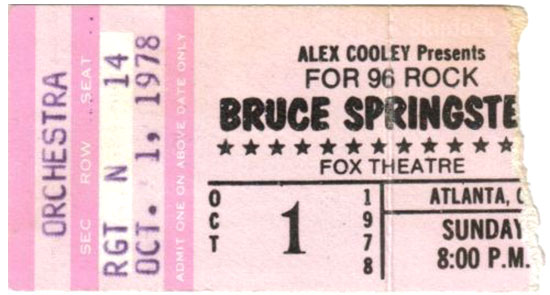 ORCHESTRA
SEC ROW SEAT
RGT N 14
OCT. 1, 1978
ADMIT ONE ON ABOVE DATE ONLY
ALEX COOLEY Presents
FOR 96 ROCK
BRUCE SPRINGSTE
★★★★★★★★★★★★
FOX THEATRE
OCT 1 1978
ATLANTA, G
SUNDAY
8:00 P.M.